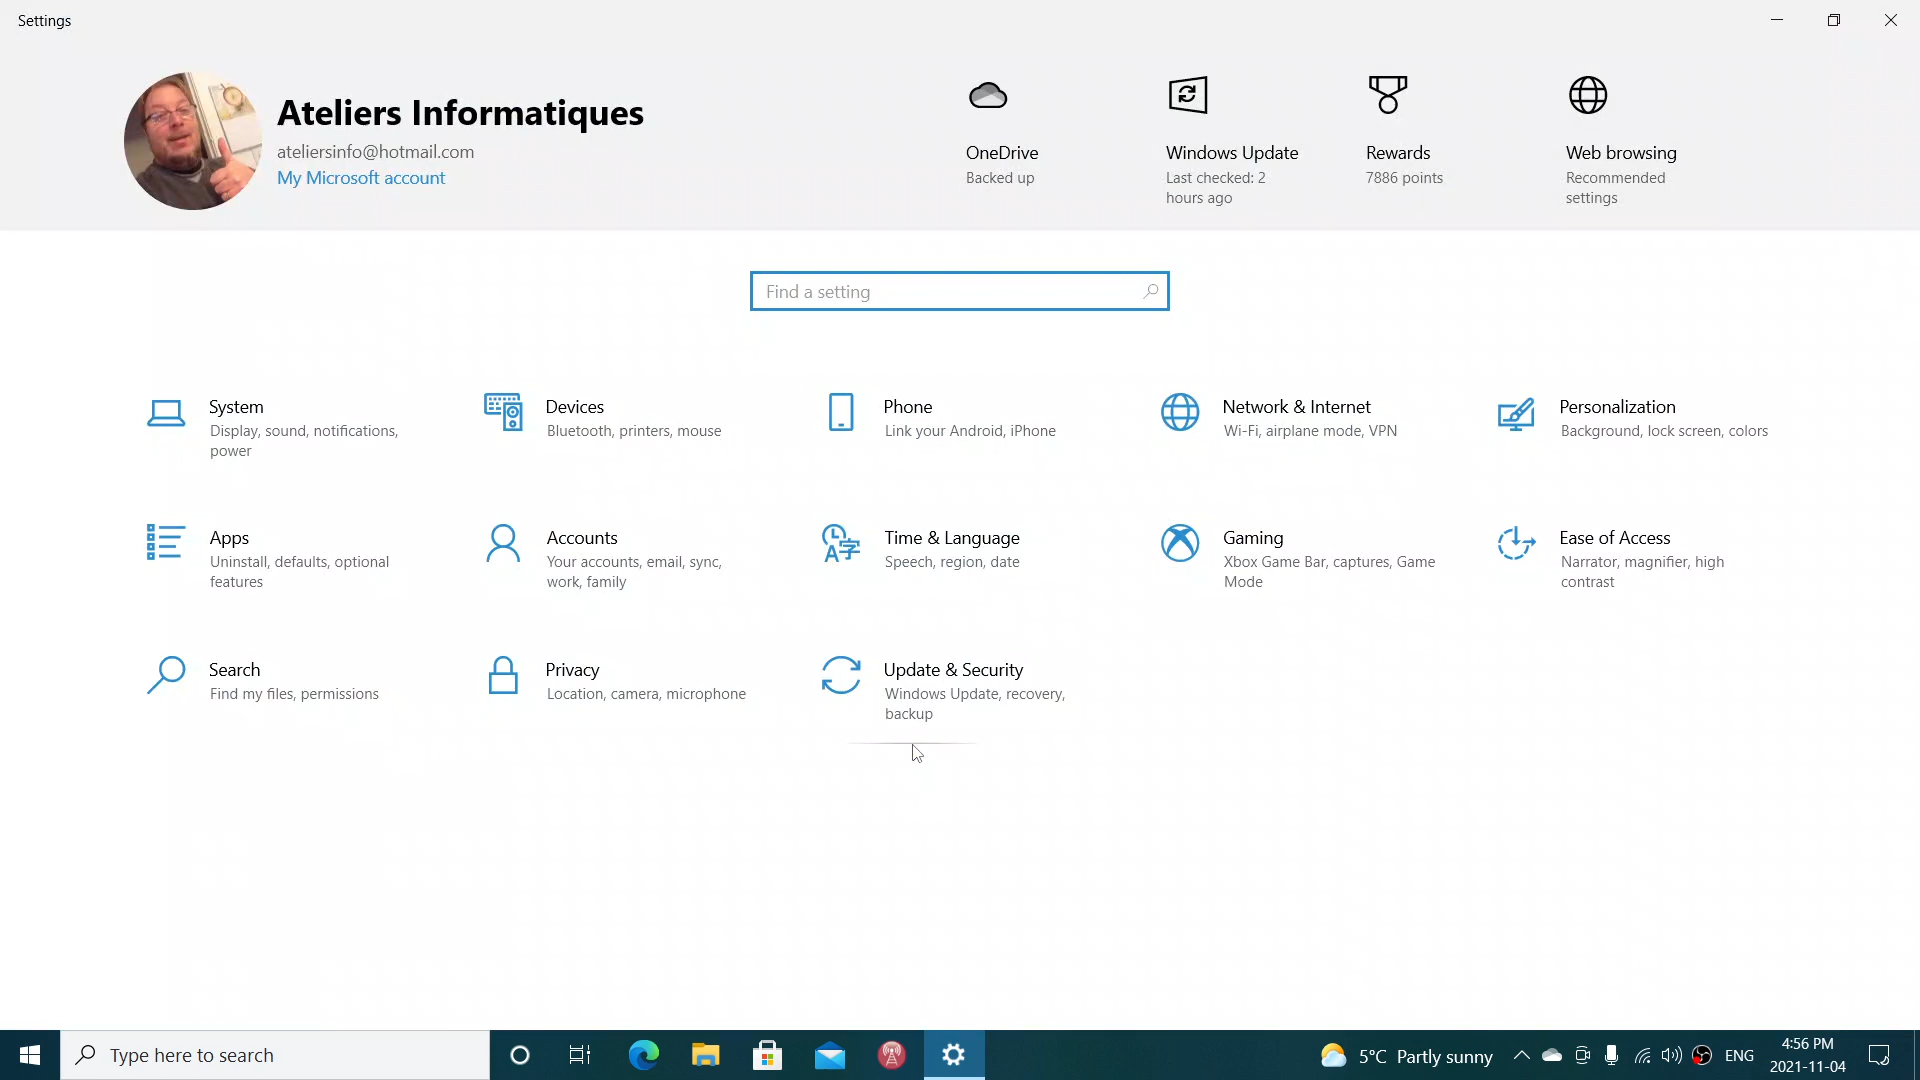 Settings
Ateliers Informatiques
ateliersinfo@hotmail.com
My Microsoft account
OneDrive
Backed up
Windows Update
Last checked: 2
hours ago
Rewards
7886 points
Web browsing
Recommended
settings
Find a setting
System
Display, sound, notifications,
power
Devices
Bluetooth, printers, mouse
Phone
Link your Android, iPhone
Network & Internet
Wi-Fi, airplane mode, VPN
Personalization
Background, lock screen, colors
Apps
Uninstall, defaults, optional
features
Accounts
Your accounts, email, sync,
work, family
Time & Language
Speech, region, date
Gaming
Xbox Game Bar, captures, Game
Mode
Ease of Access
Narrator, magnifier, high
contrast
Search
Find my files, permissions
Privacy
Location, camera, microphone
Update & Security
Windows Update, recovery,
backup
Type here to search
5°C Partly sunny
ENG
4:56 PM
2021-11-04